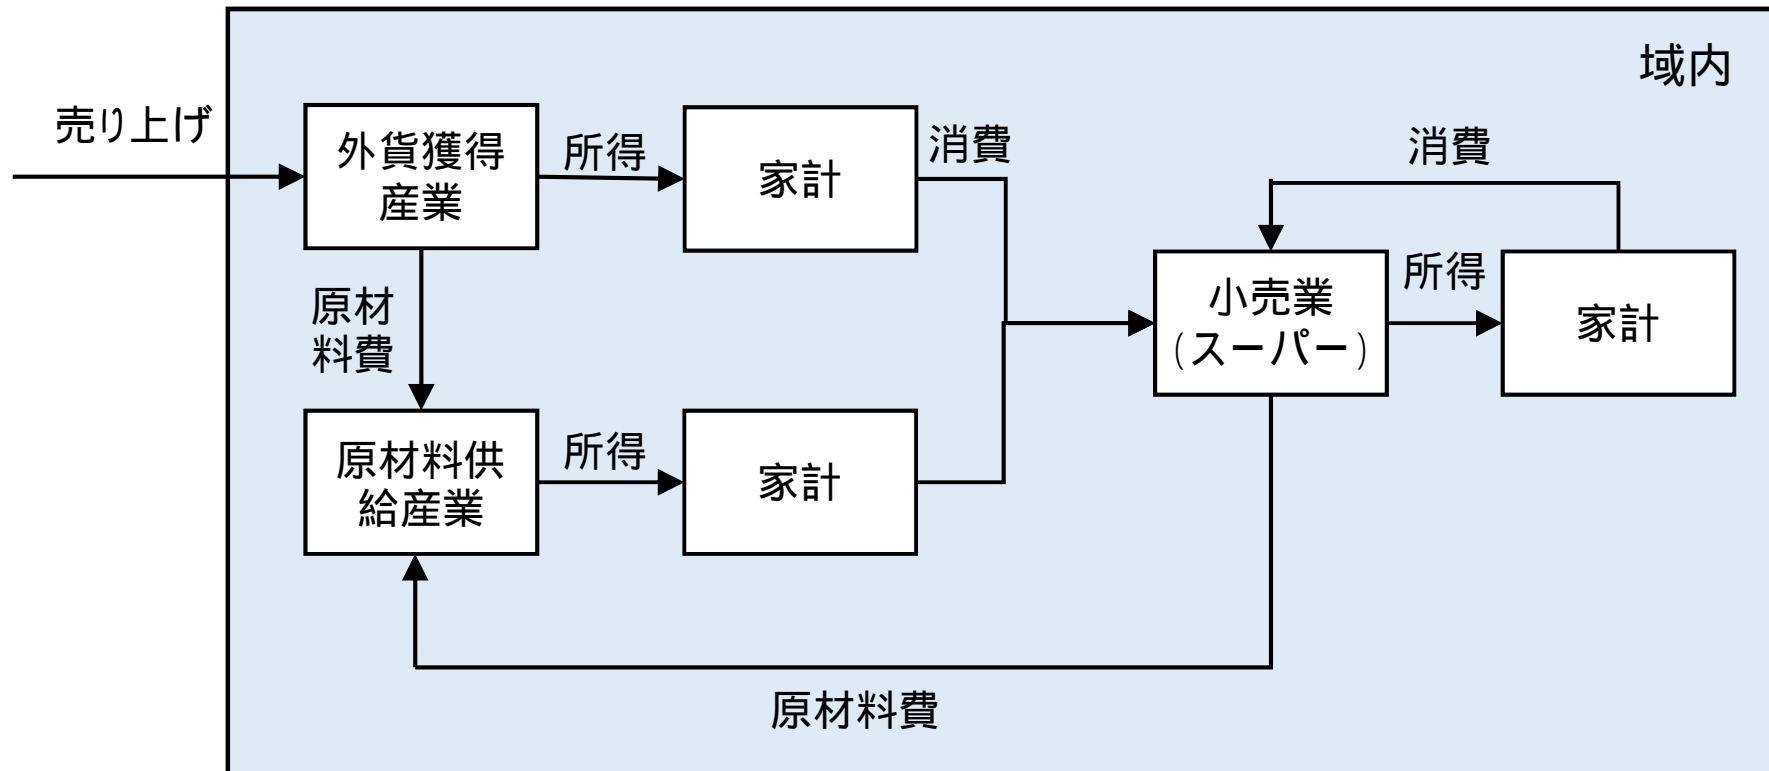 域内
売り上げ
外貨獲得
産業
所得
家計
消費
消費
原材
料費
小売業
(スーパー)
所得
家計
原材料供
給産業
所得
家計
原材料費